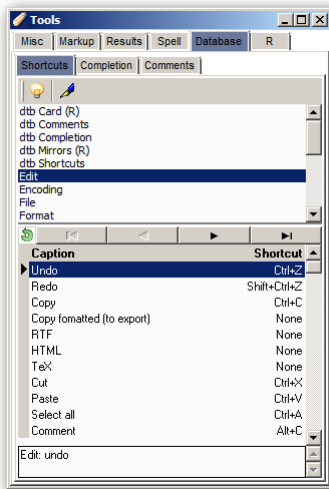 Tools
Misc Markup Results Spell Database R
Shortcuts Completion Comments
dtb Card (R)
dtb Comments
dtb Completion
dtb Mirrors (R)
dtb Shortcuts
Edit
Encoding
File
Format
Caption Shortcut
Undo Ctrl+Z
Redo Shift+Ctrl+Z
Copy Ctrl+C
Copy fomatted (to export) None
RTF None
HTML None
TeX None
Cut Ctrl+X
Paste Ctrl+V
Select all Ctrl+A
Comment Alt+C
Edit: undo